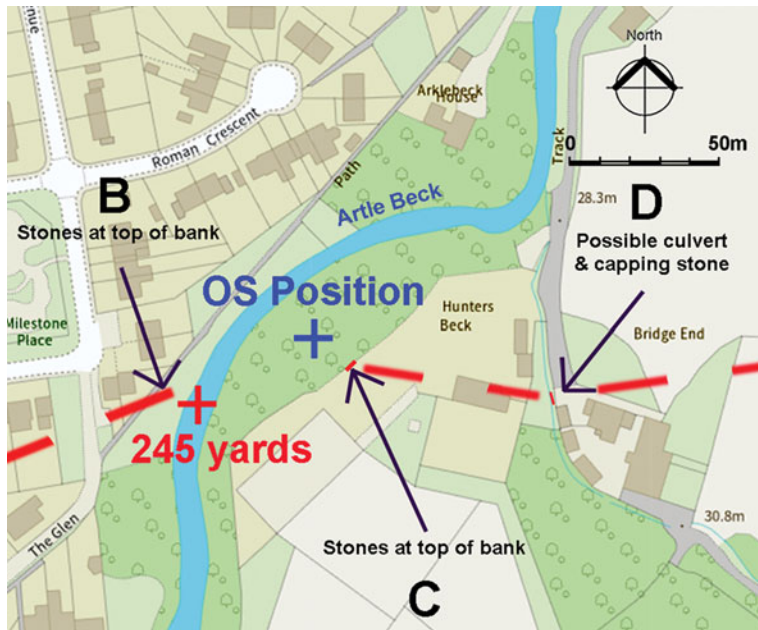 enue
North
Arklebeck
House
Roman Crescent
Track
0
50m
Path
B
Stones at top of bank
Artle Beck
28.3m
D
Possible culvert
& capping stone
OS Position
Milestone
Place
Hunters
Beck
Bridge End
245 yards
The Glen
30.8m
Stones at top of bank
C